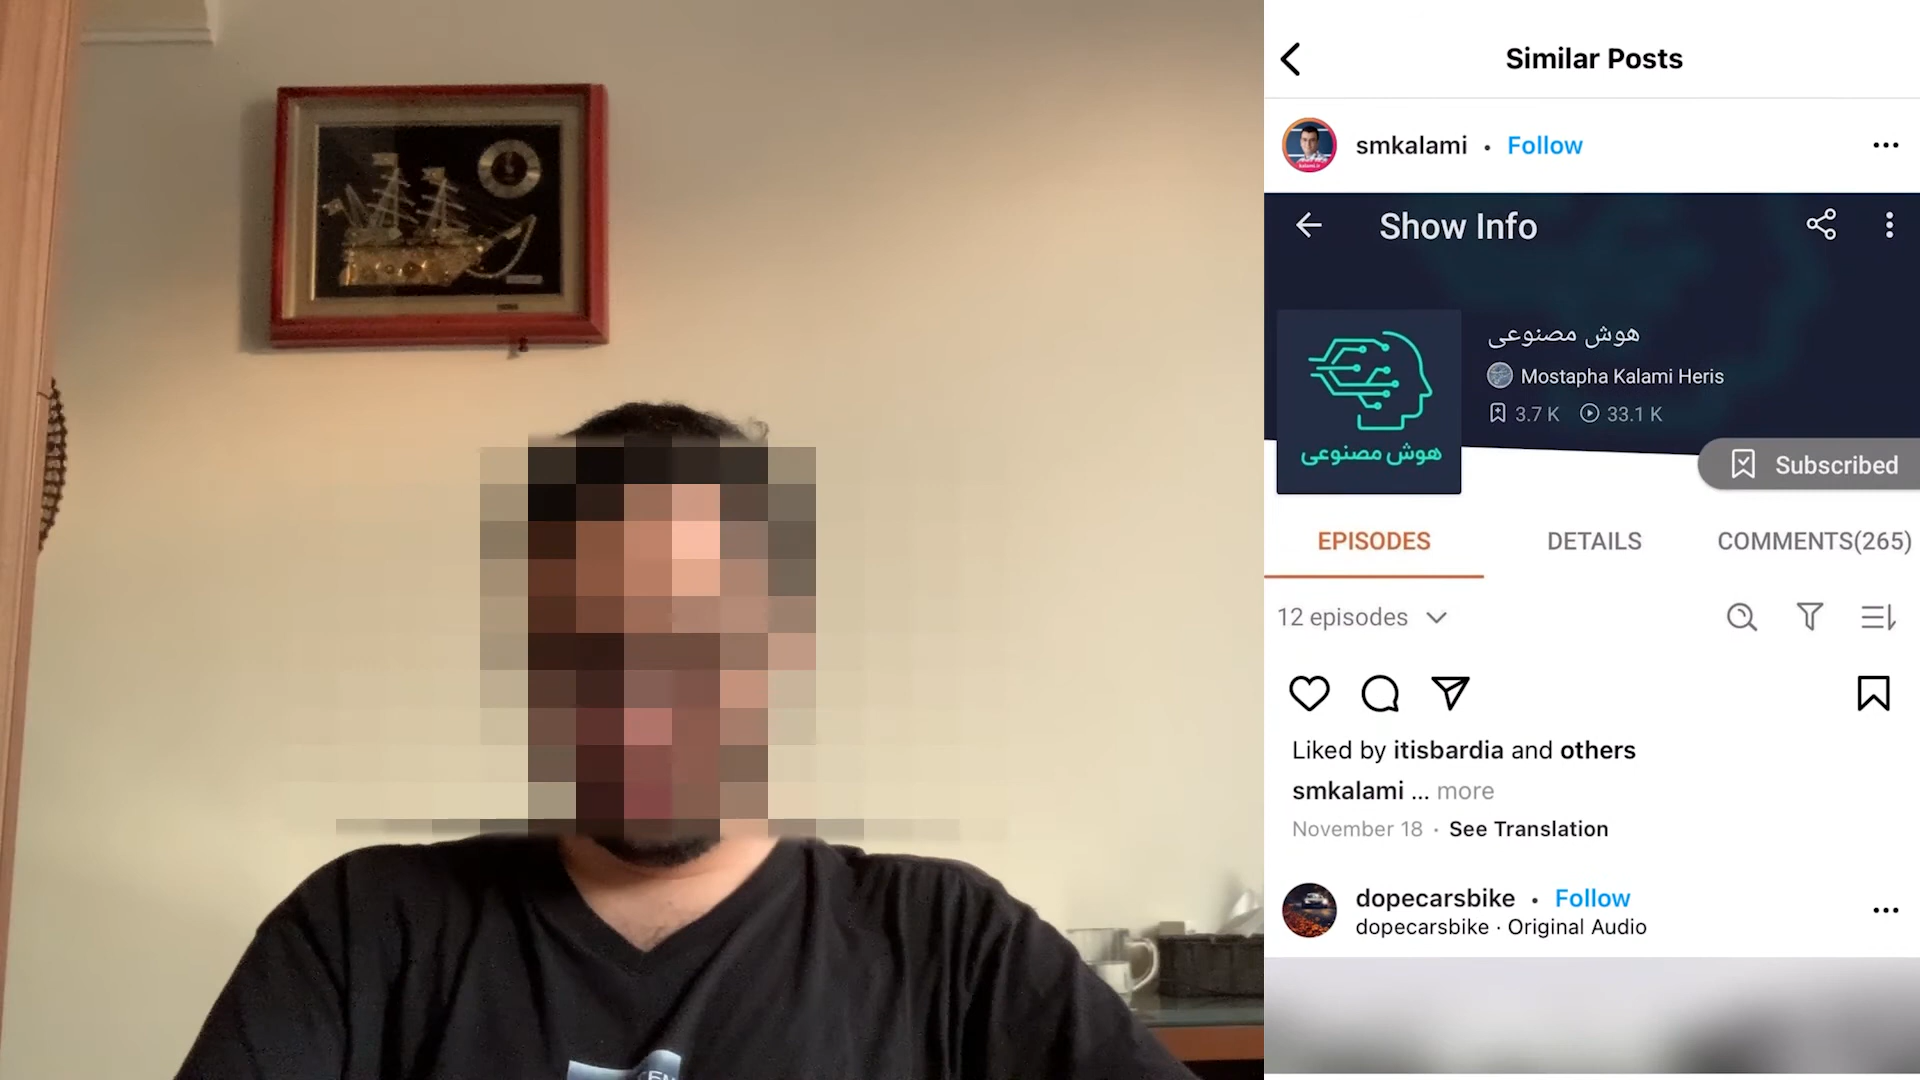 Similar Posts
smkalami • Follow
Show Info
هوش مصنوعی
Mostapha Kalami Heris
3.7 K 33.1 K
هوش مصنوعی
Subscribed
EPISODES DETAILS COMMENTS(265)
12 episodes
Liked by itisbardia and others
smkalami ... more
November 18 · See Translation
dopecarsbike • Follow
dopecarsbike · Original Audio